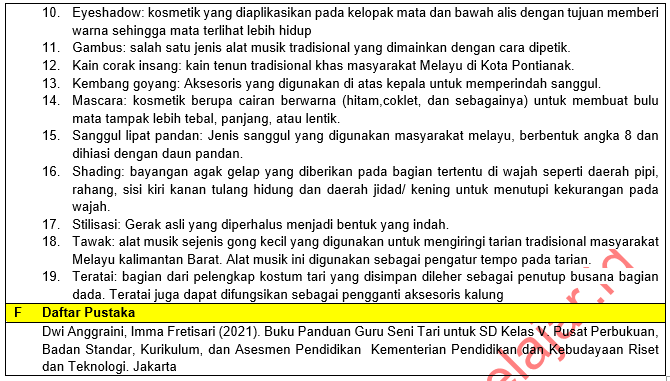 10. Eyeshadow: kosmetik yang diaplikasikan pada kelopak mata dan bawah alis dengan tujuan memberi
warna sehingga mata terlihat lebih hidup
11. Gambus: salah satu jenis alat musik tradisional yang dimainkan dengan cara dipetik.
12. Kain corak insang: kain tenun tradisional khas masyarakat Melayu di Kota Pontianak.
13. Kembang goyang: Aksesoris yang digunakan di atas kepala untuk memperindah sanggul.
14. Mascara: kosmetik berupa cairan berwarna (hitam,coklet, dan sebagainya) untuk membuat bulu
mata tampak lebih tebal, panjang, atau lentik.
15. Sanggul lipat pandan: Jenis sanggul yang digunakan masyarakat melayu, berbentuk angka 8 dan
dihiasi dengan daun pandan.
16. Shading: bayangan agak gelap yang diberikan pada bagian tertentu di wajah seperti daerah pipi,
rahang, sisi kiri kanan tulang hidung dan daerah jidad/ kening untuk menutupi kekurangan pada
wajah.
17. Stilisasi: Gerak asli yang diperhalus menjadi bentuk yang indah.
18. Tawak: alat musik sejenis gong kecil yang digunakan untuk mengiringi tarian tradisional masyarakat
Melayu kalimantan Barat. Alat musik ini digunakan sebagai pengatur tempo pada tarian.
19. Teratai: bagian dari pelengkap kostum tari yang disimpan dileher sebagai penutup busana bagian
dada. Teratai juga dapat difungsikan sebagai pengganti aksesoris kalung
F Daftar Pustaka
Dwi Anggraini, Imma Fretisari (2021). Buku Panduan Guru Seni Tari untuk SD Kelas V. Pusat Perbukuan,
Badan Standar, Kurikulum, dan Asesmen Pendidikan Kementerian Pendidikan dan Kebudayaan Riset
dan Teknologi. Jakarta